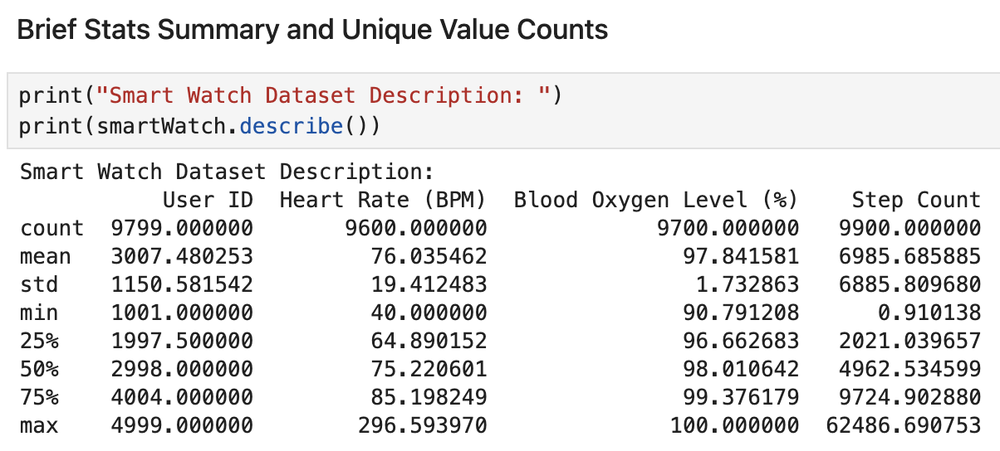 Brief Stats Summary and Unique Value Counts
print("Smart Watch Dataset Description: ")
print(smartWatch.describe())
Smart Watch Dataset Description:
User ID Heart Rate (BPM) Blood Oxygen Level (%) Step Count
count 9799.000000 9600.000000 9700.000000 9900.000000
mean 3007.480253 76.035462 97.841581 6985.685885
std 1150.581542 19.412483 1.732863 6885.809680
min 1001.000000 40.000000 90.791208 0.910138
25% 1997.500000 64.890152 96.662683 2021.039657
50% 2998.000000 75.220601 98.010642 4962.534599
75% 4004.000000 85.198249 99.376179 9724.902880
max 4999.000000 296.593970 100.000000 62486.690753